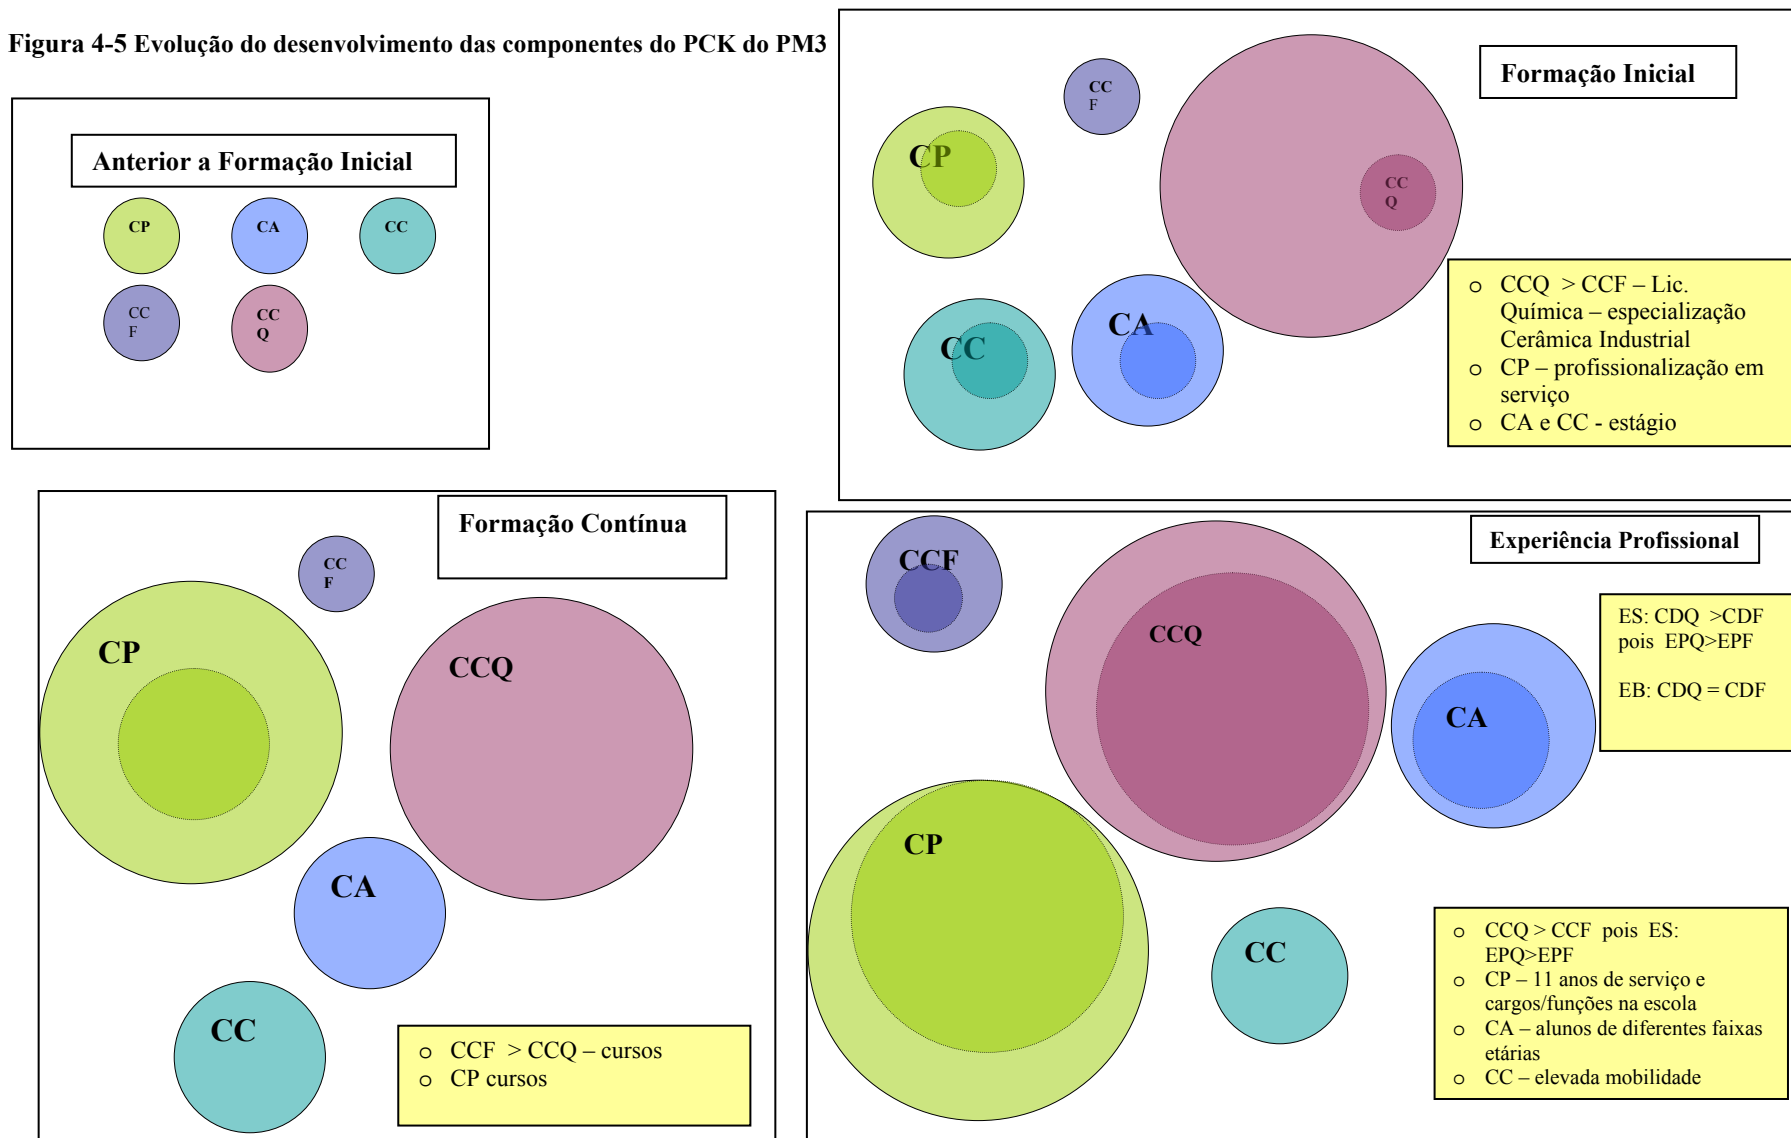 Figura 4-5 Evolução do desenvolvimento das componentes do PCK do PM3
Anterior a Formação Inicial
CP
CA
CC
CC
F
CC
Q
Formação Inicial
CC
F
CP
CC
Q
CC
CA
o CCQ > CCF – Lic.
Química – especialização
Cerâmica Industrial
o CP – profissionalização em
serviço
o CA e CC - estágio
Formação Contínua
CC
F
CP
CCQ
CA
CC
o CCF > CCQ – cursos
o CP cursos
Experiência Profissional
CCF
CCQ
CA
CP
CC
ES: CDQ >CDF
pois EPQ>EPF
EB: CDQ = CDF
o CCQ > CCF pois ES:
EPQ>EPF
o CP – 11 anos de serviço e
cargos/funções na escola
o CA – alunos de diferentes faixas
etárias
o CC – elevada mobilidade